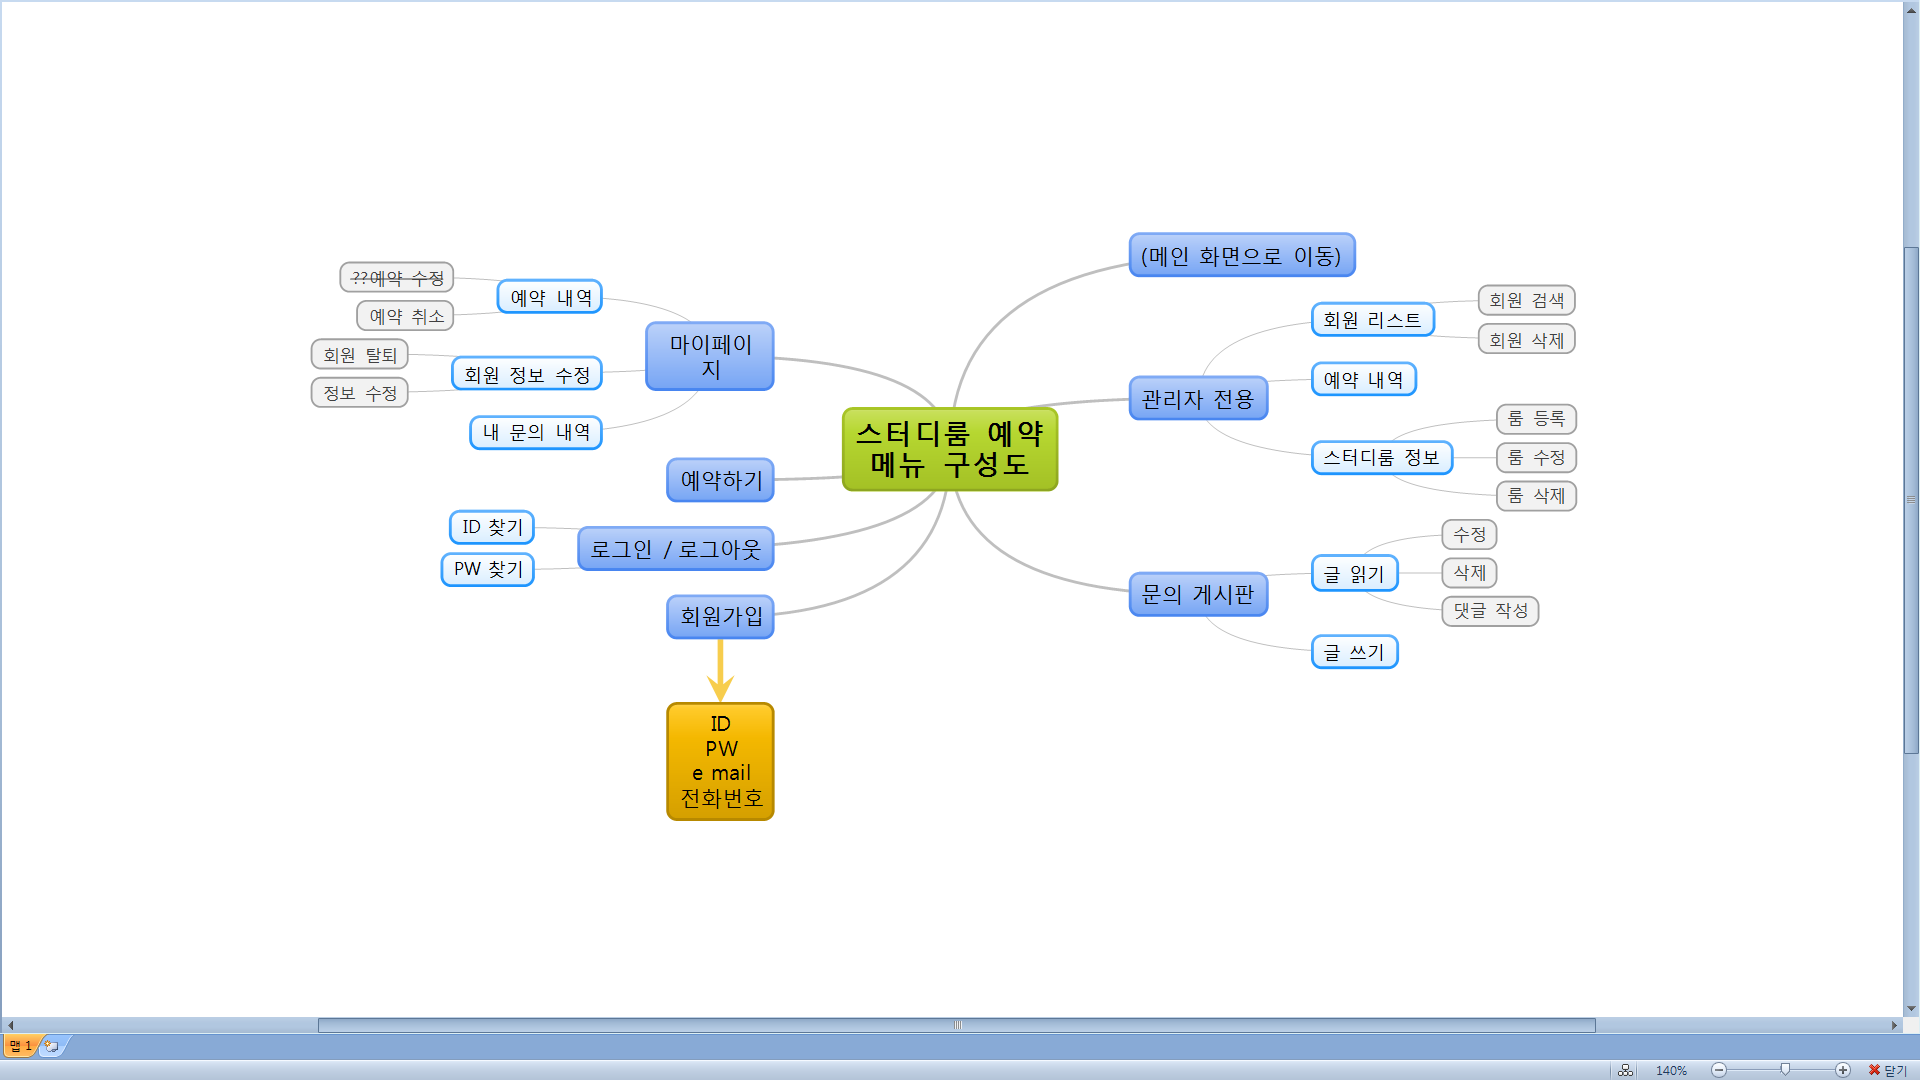 (메인 화면으로 이동)
??예약 수정
예약 내역
예약 취소
회원 탈퇴
회원 정보 수정
정보 수정
내 문의 내역
마이페이
지
예약하기
ID 찾기
PW 찾기
로그인 / 로그아웃
회원가입
ID
PW
e mail
전화번호
스터디룸 예약
메뉴 구성도
관리자 전용
회원 리스트
회원 검색
회원 삭제
예약 내역
스터디룸 정보
룸 등록
룸 수정
룸 삭제
문의 게시판
글 읽기
수정
삭제
댓글 작성
글 쓰기
맵 1
140%
닫기